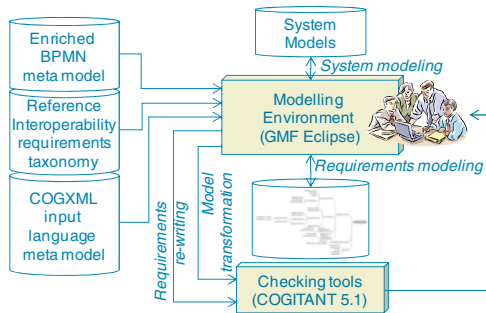 Enriched
BPMN
meta model
Reference
Interoperability
requirements
taxonomy
COGXML
input
language
meta model
System
Models
System modeling
Modelling
Environment
(GMF Eclipse)
Requirements modeling
Requirements
re-writing
Model
transformation
Checking tools
(COGITANT 5.1)